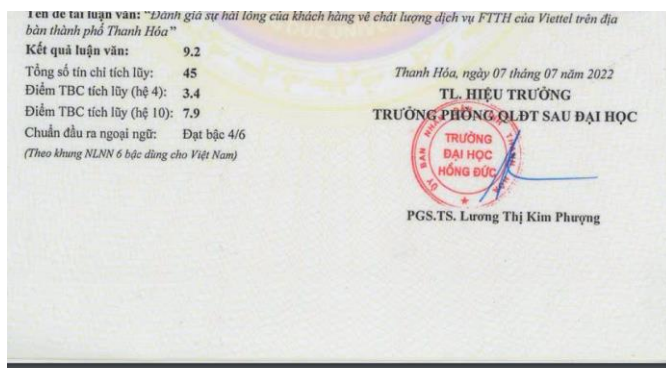 Tên đề tài luận văn: "Đánh giá sự hài lòng của khách hàng về chất lượng dịch vụ FTTH của Viettel trên địa
bàn thành phố Thanh Hóa"
Kết quả luận văn: 9.2
Tổng số tín chỉ tích lũy: 45
Điểm TBC tích lũy (hệ 4): 3.4
Điểm TBC tích lũy (hệ 10): 7.9
Chuẩn đầu ra ngoại ngữ: Đạt bậc 4/6
(Theo khung NLNN 6 bậc dùng cho Việt Nam)
Thanh Hóa, ngày 07 tháng 07 năm 2022
TL. HIỆU TRƯỞNG
TRƯỞNG PHÒNG QLĐT SAU ĐẠI HỌC
TRƯỜNG
ĐẠI HỌC
HỒNG ĐỨC
PGS.TS. Lương Thị Kim Phượng